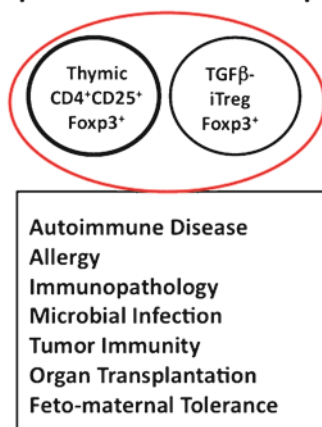 Thymic
CD4⁺CD25⁺
Foxp3⁺
TGFβ-
iTreg
Foxp3⁺
Autoimmune Disease
Allergy
Immunopathology
Microbial Infection
Tumor Immunity
Organ Transplantation
Feto-maternal Tolerance